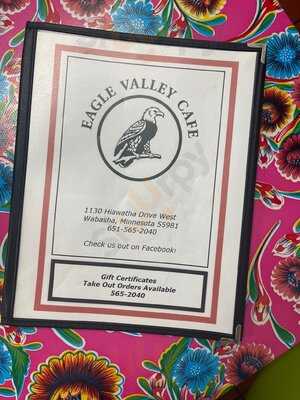 EAGLE VALLEY CAFE
1130 Hiawatha Drive West
Wabasha, Minnesota 55981
651-565-2040
Check us out on Facebook!
Gift Certificates
Take Out Orders Available
565-2040